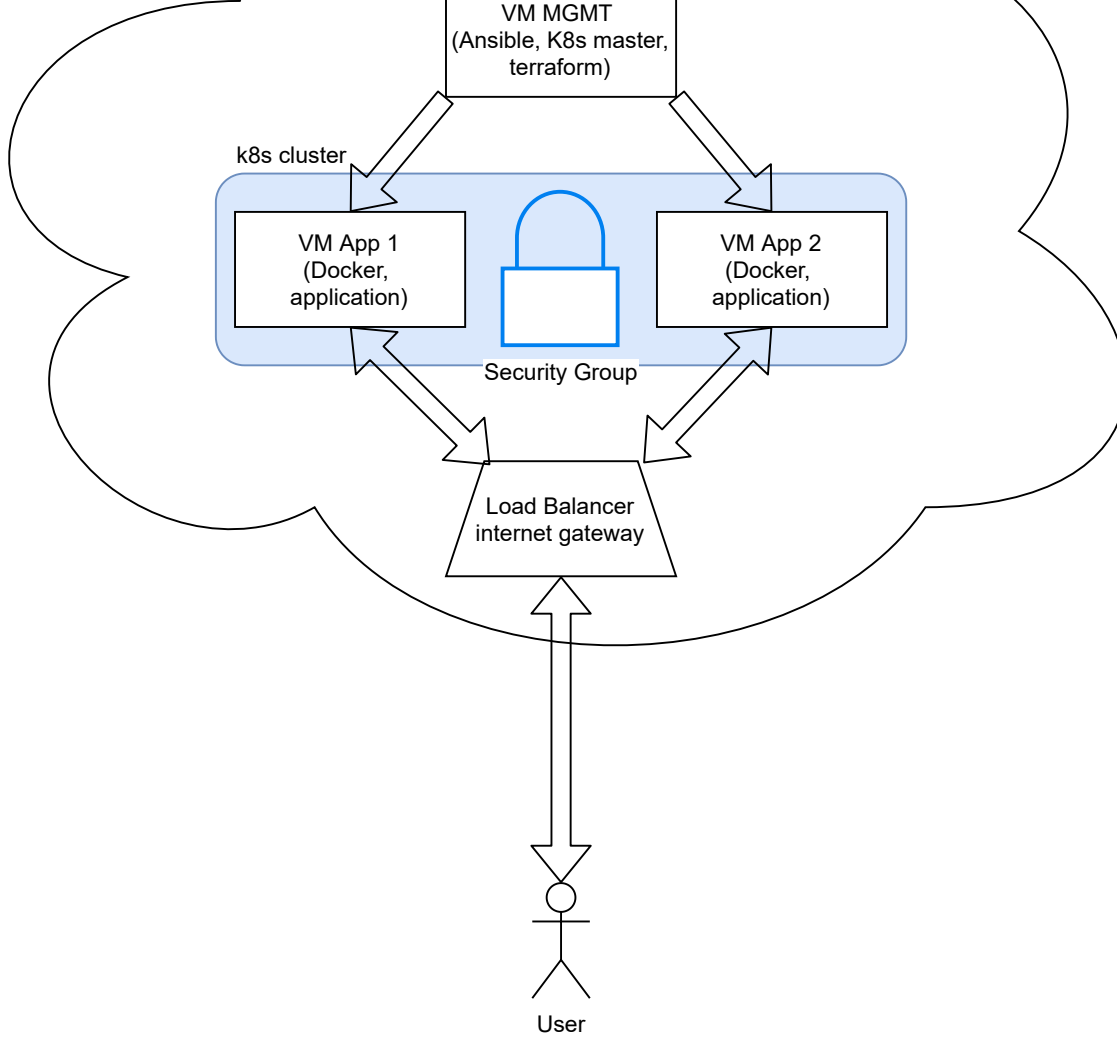 VM MGMT
(Ansible, K8s master,
terraform)
k8s cluster
VM App 1
(Docker,
application)
VM App 2
(Docker,
application)
Security Group
Load Balancer
internet gateway
User